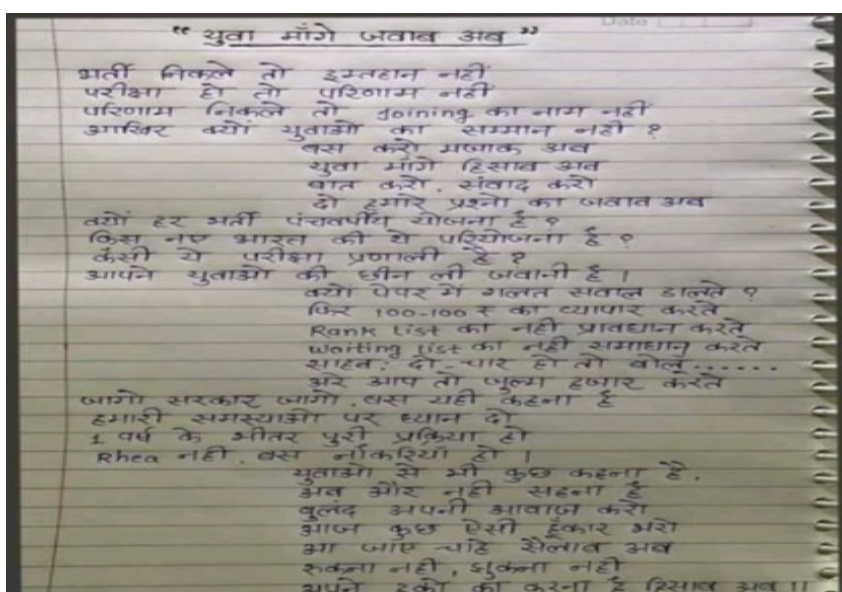 Date
“ युवा माँगे जवाब अब ”
भर्ती निकले तो इम्तहान नहीं
परीक्षा हो तो परिणाम नहीं
परिणाम निकले तो Joining का नाम नहीं
आखिर क्यों युवाओ का सम्मान नही ?
बस करो मजाक अब
युवा माँगे हिसाब अब
बात करो, संवाद करो
दो हमारे प्रश्नो का जवाब अब
क्यों हर भर्ती पंचवर्षीय योजना है ?
किस नए भारत की ये परियोजना है ?
कैसी ये परीक्षा प्रणाली है ?
आपने युवाओ की छीन ली जवानी है ।
क्यों पेपर मे गलत सवाल डालते ?
फिर 100-100 ₹ का व्यापार करते
Rank List का नही प्रावधान करते
Waiting list का नही समाधान करते
साहब; दो-चार हो तो बोलूं......
अरे आप तो जुल्म हजार करते
जागो सरकार जागो, बस यही कहना है
हमारी समस्याओ पर ध्यान दो
1 वर्ष के भीतर पुरी प्रक्रिया हो
Rhea नही, बस नौकरियाँ हो ।
युवाओ से भी कुछ कहना है,
अब और नही सहना है
बुलंद अपनी आवाज करो
आज कुछ ऐसी हुँकार भरो
आ जाए चाहे सैलाब अब
रुकना नही, झुकना नही
अपने हको का करना है हिसाब अब ।।